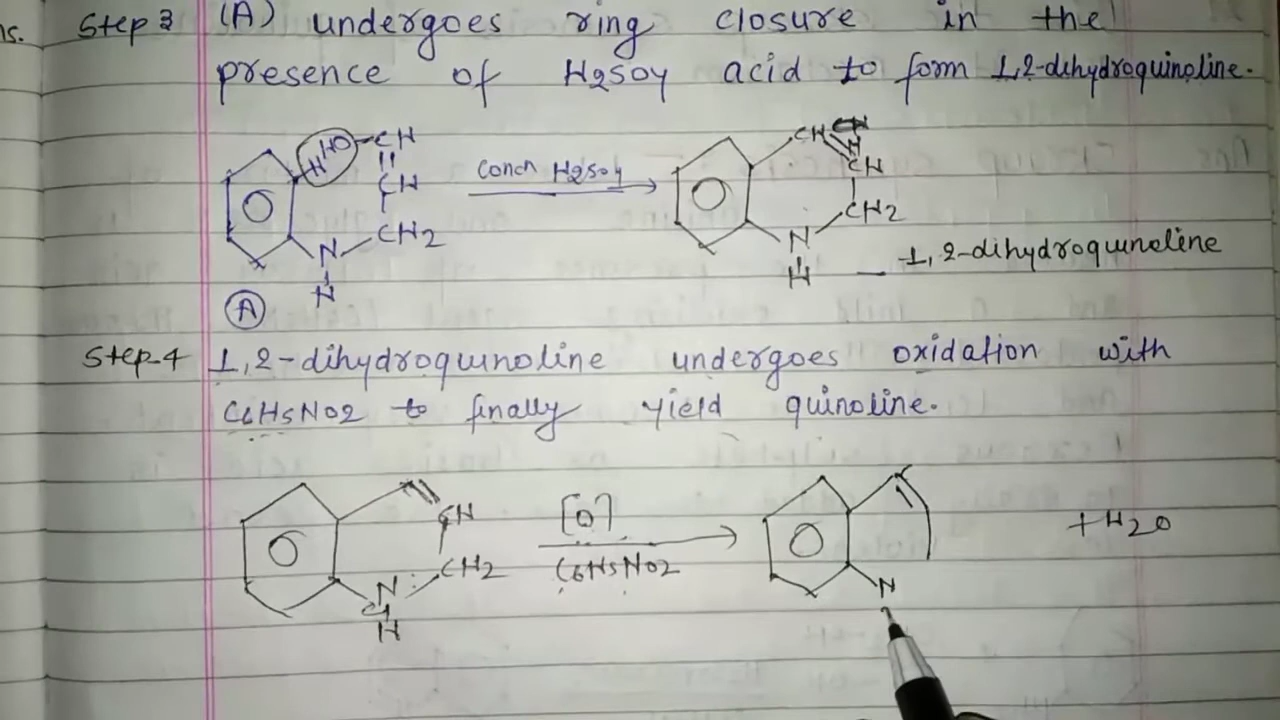 ns. Step 3 (A) undergoes ring closure in the
presence of H2SO4 acid to form 1,2-dihydroquinoline.
H HO CH
CH
CH2
N
H
Conc H2SO4
CH
CH
CH2
N
H
1,2-dihydroquinoline
A
Step-4 1,2-dihydroquinoline undergoes oxidation with
C6H5NO2 to finally yield quinoline.
CH
CH2
N
H
[O]
C6H5NO2
N
+ H2O